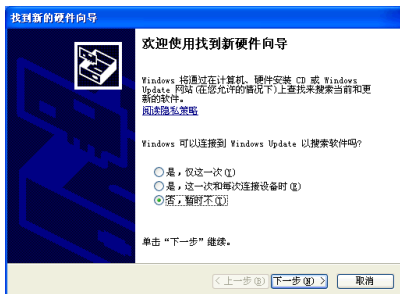 找到新的硬件向导
欢迎使用找到新硬件向导
Windows 将通过在计算机、硬件安装 CD 或 Windows
Update 网站(在您允许的情况下)上查找来搜索当前和更
新的软件。
阅读隐私策略
Windows 可以连接到 Windows Update 以搜索软件吗?
是，仅这一次(Y)
是，这一次和每次连接设备时(E)
否，暂时不(T)
单击“下一步”继续。
< 上一步(B) 下一步(N) > 取消